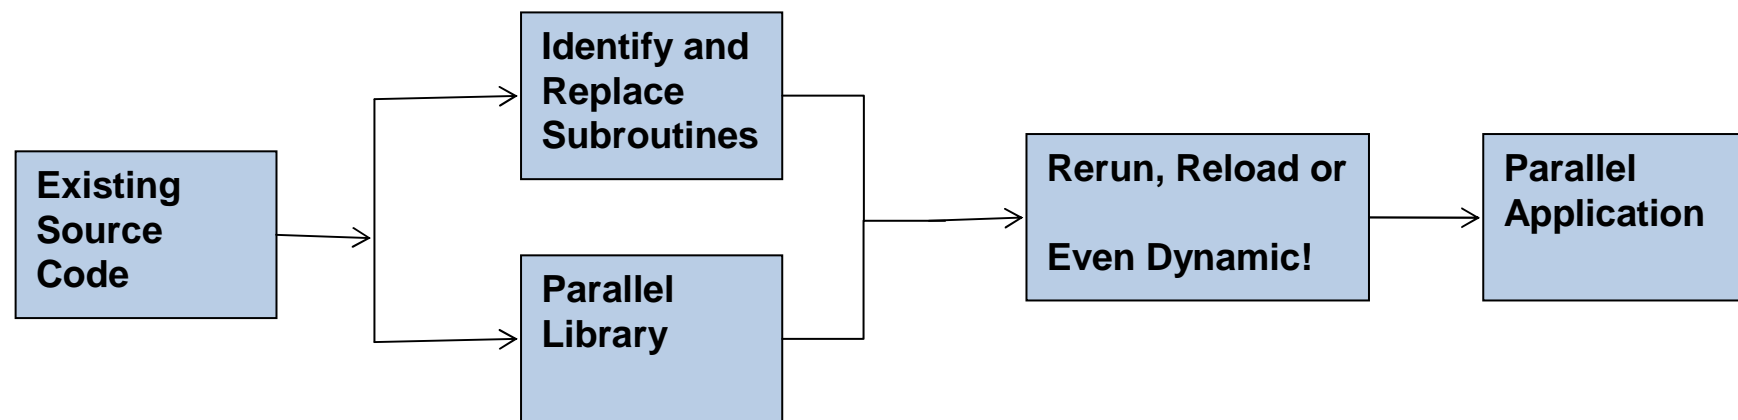 Existing
Source
Code
Identify and
Replace
Subroutines
Parallel
Library
Rerun, Reload or
Even Dynamic!
Parallel
Application